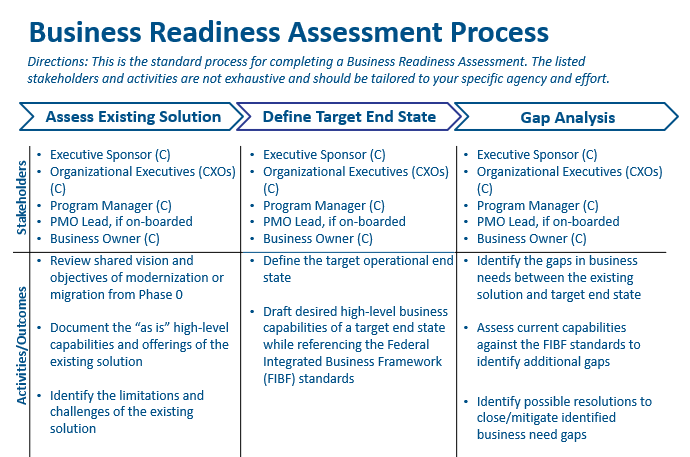 Business Readiness Assessment Process
Directions: This is the standard process for completing a Business Readiness Assessment. The listed
stakeholders and activities are not exhaustive and should be tailored to your specific agency and effort.
Assess Existing Solution
Define Target End State
Gap Analysis
Stakeholders
• Executive Sponsor (C)
• Organizational Executives (CXOs)
(C)
• Program Manager (C)
• PMO Lead, if on-boarded
• Business Owner (C)
• Executive Sponsor (C)
• Organizational Executives (CXOs)
(C)
• Program Manager (C)
• PMO Lead, if on-boarded
• Business Owner (C)
• Executive Sponsor (C)
• Organizational Executives (CXOs)
(C)
• Program Manager (C)
• PMO Lead, if on-boarded
• Business Owner (C)
Activities/Outcomes
• Review shared vision and
objectives of modernization or
migration from Phase 0
• Document the “as is” high-level
capabilities and offerings of the
existing solution
• Identify the limitations and
challenges of the existing
solution
• Define the target operational end
state
• Draft desired high-level business
capabilities of a target end state
while referencing the Federal
Integrated Business Framework
(FIBF) standards
• Identify the gaps in business
needs between the existing
solution and target end state
• Assess current capabilities
against the FIBF standards to
identify additional gaps
• Identify possible resolutions to
close/mitigate identified
business need gaps